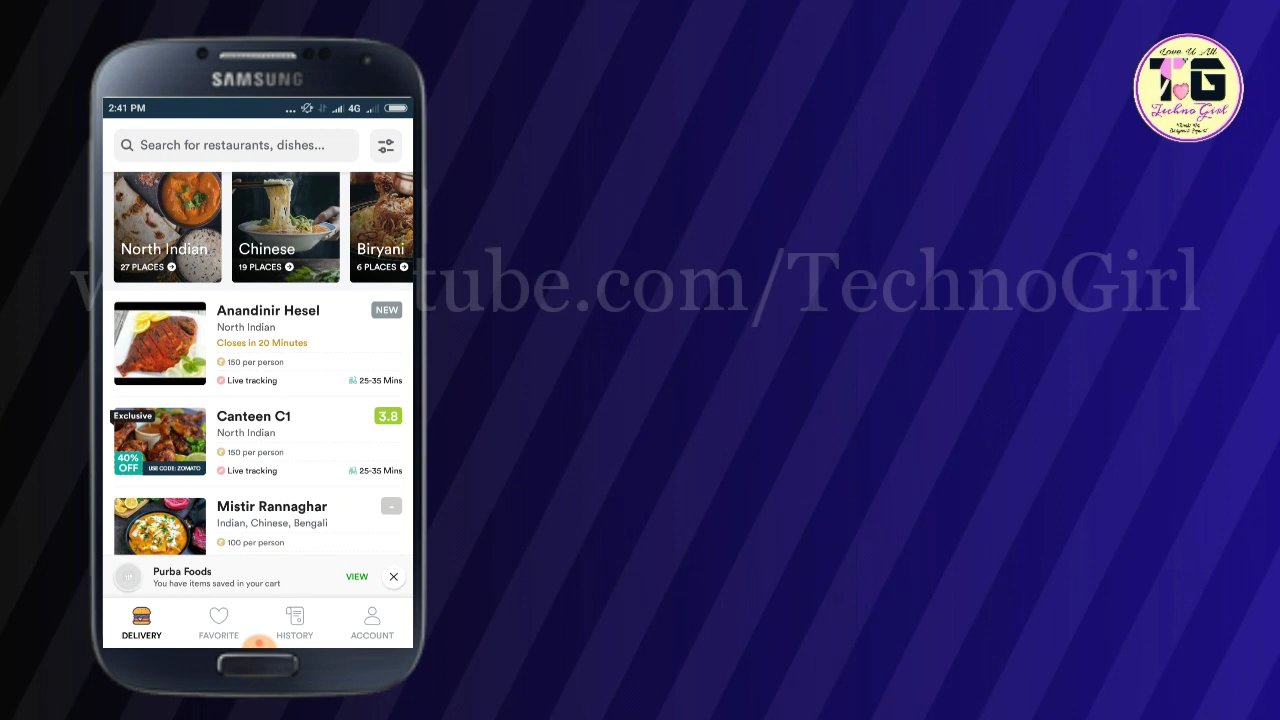 SAMSUNG
2:41 PM
4G
Search for restaurants, dishes...
North Indian
27 PLACES
Chinese
19 PLACES
Biryani
6 PLACES
Anandinir Hesel
NEW
North Indian
Closes in 20 Minutes
150 per person
Live tracking
25-35 Mins
Exclusive
Canteen C1
3.8
North Indian
150 per person
40%
OFF
USE CODE: ZOMATO
Live tracking
25-35 Mins
Mistir Rannaghar
-
Indian, Chinese, Bengali
100 per person
Purba Foods
You have items saved in your cart
VIEW
DELIVERY
FAVORITE
HISTORY
ACCOUNT
tube.com/TechnoGirl
Love U All
TG
Techno Girl